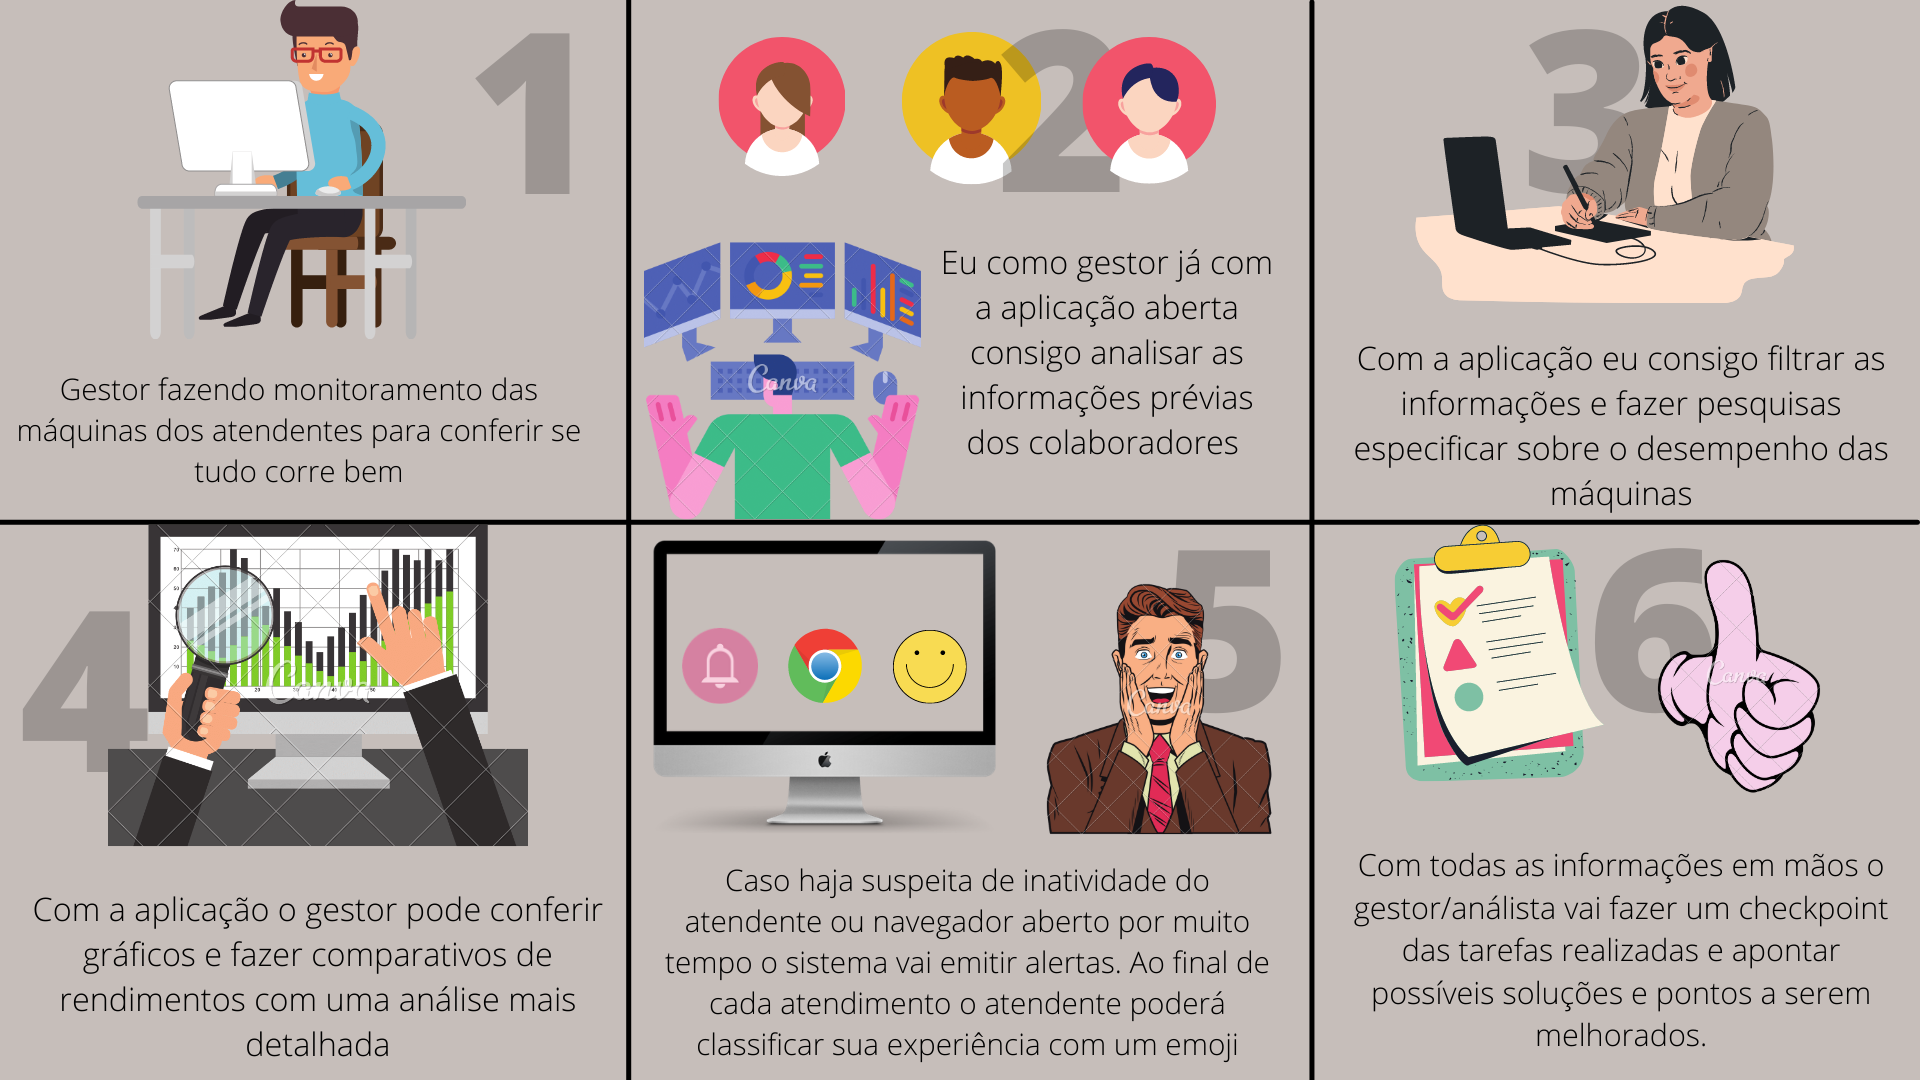 1
Gestor fazendo monitoramento das
máquinas dos atendentes para conferir se
tudo corre bem
2
Canva
Eu como gestor já com
a aplicação aberta
consigo analisar as
informações prévias
dos colaboradores
3
Com a aplicação eu consigo filtrar as
informações e fazer pesquisas
especificar sobre o desempenho das
máquinas
4
Canva
Com a aplicação o gestor pode conferir
gráficos e fazer comparativos de
rendimentos com uma análise mais
detalhada
5
Canva
Caso haja suspeita de inatividade do
atendente ou navegador aberto por muito
tempo o sistema vai emitir alertas. Ao final de
cada atendimento o atendente poderá
classificar sua experiência com um emoji
6
Canva
Com todas as informações em mãos o
gestor/análista vai fazer um checkpoint
das tarefas realizadas e apontar
possíveis soluções e pontos a serem
melhorados.